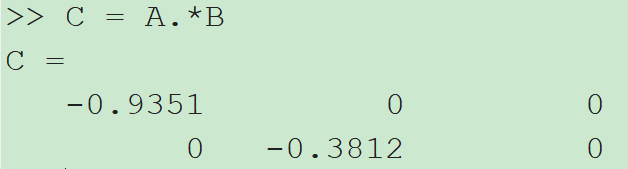 >> C = A.*B
C =
-0.9351 0 0
0 -0.3812 0